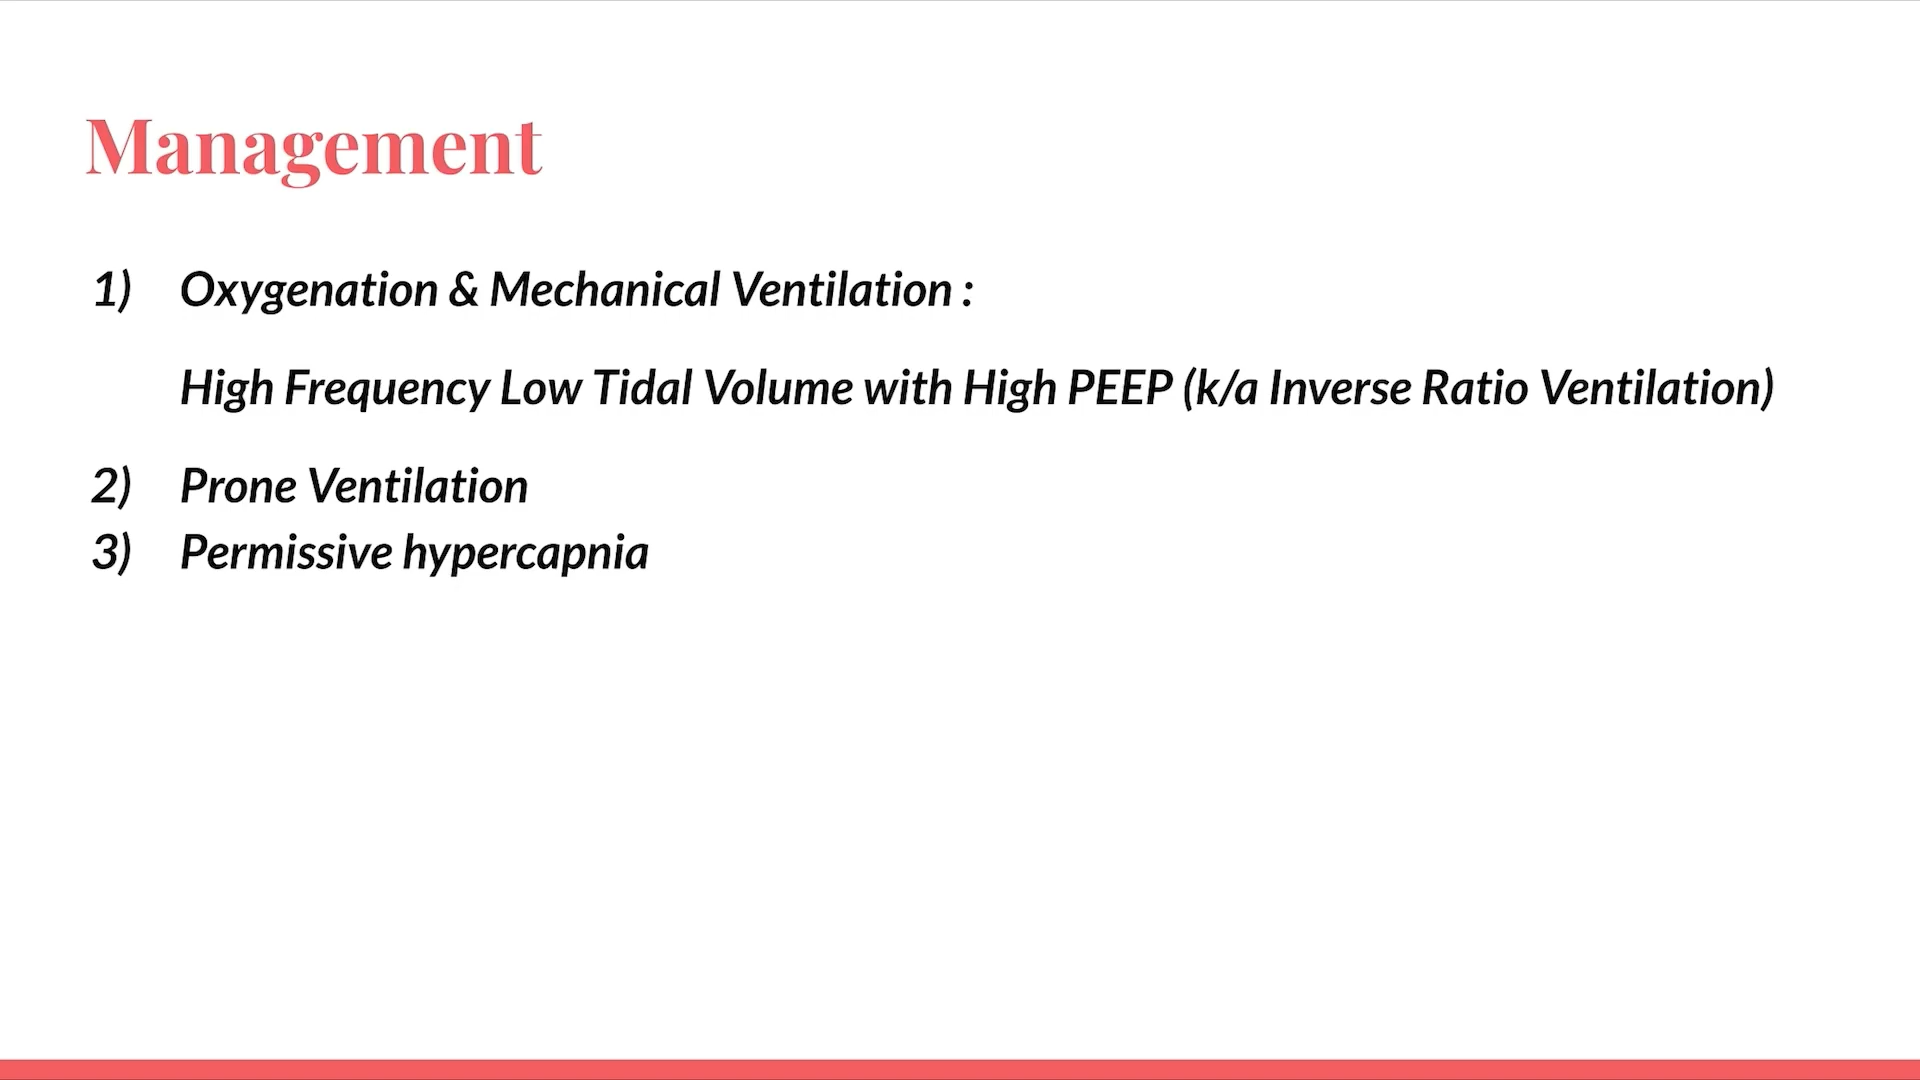 Management
1) Oxygenation & Mechanical Ventilation :
High Frequency Low Tidal Volume with High PEEP (k/a Inverse Ratio Ventilation)
2) Prone Ventilation
3) Permissive hypercapnia